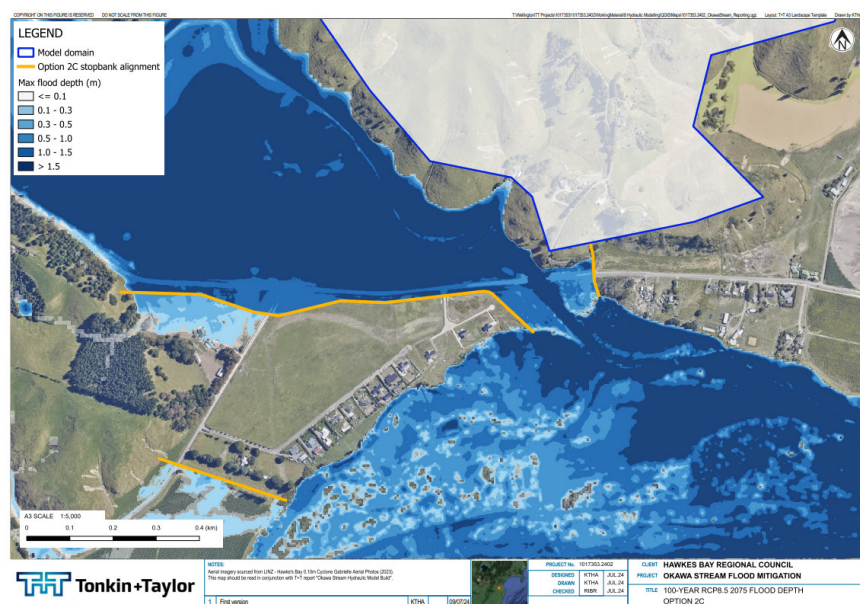 COPYRIGHT ON THIS FIGURE IS RESERVED DO NOT SCALE FROM THIS FIGURE
LEGEND
Model domain
Option 2C stopbank alignment
Max flood depth (m)
<= 0.1
0.1 - 0.3
0.3 - 0.5
0.5 - 1.0
1.0 - 1.5
> 1.5
N
A3 SCALE 1:5,000
0 0.1 0.2 0.3 0.4 (km)
T+T Tonkin+Taylor
NOTES:
Aerial imagery sourced from LINZ - Hawke's Bay 0.10m Cyclone Gabrielle Aerial Photos (2023).
This map should be read in conjunction with T+T report "Okawa Stream Hydraulic Model Build".
1 First version KTHA 09/07/24
PROJECT No. 1017353.2402
DESIGNED KTHA JUL.24
DRAWN KTHA JUL.24
CHECKED RIBR JUL.24
CLIENT HAWKES BAY REGIONAL COUNCIL
PROJECT OKAWA STREAM FLOOD MITIGATION
TITLE 100-YEAR RCP8.5 2075 FLOOD DEPTH
OPTION 2C